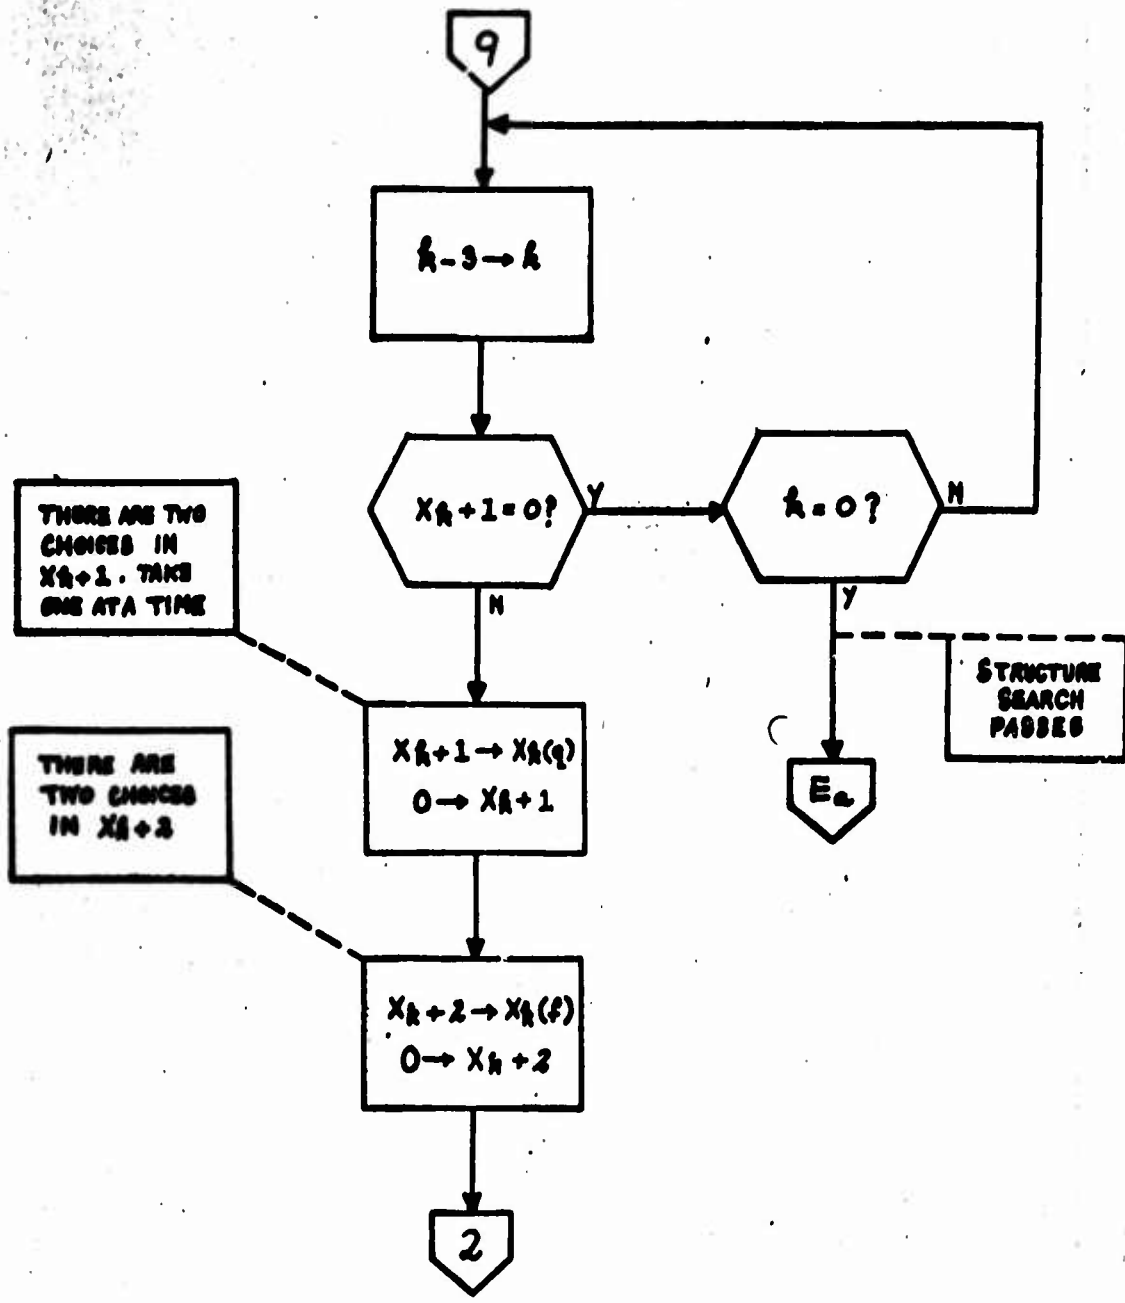 9
k-3→k
Xk+1=0?
Y
N
k=0?
N
Y
THERE ARE TWO
CHOICES IN
Xk+1. TAKE
ONE AT A TIME
Xk+1→Xk(q)
0→Xk+1
STRUCTURE
SEARCH
PASSES
Ea
THERE ARE
TWO CHOICES
IN Xk+2
Xk+2→Xk(f)
0→Xk+2
2